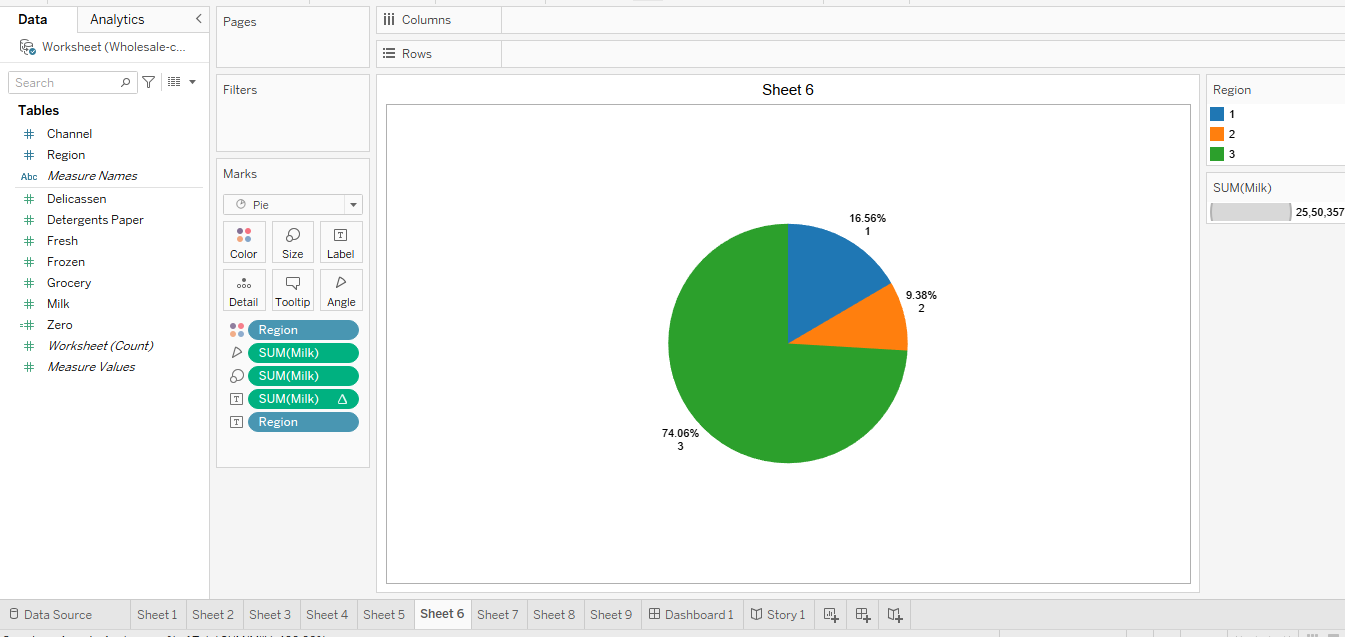 Data
Analytics
Worksheet (Wholesale-c...
Search
Tables
Channel
Region
Abc Measure Names
Delicassen
Detergents Paper
Fresh
Frozen
Grocery
Milk
Zero
Worksheet (Count)
Measure Values
Pages
Filters
Marks
Pie
Color Size Label
Detail Tooltip Angle
Region
SUM(Milk)
SUM(Milk)
SUM(Milk)
Region
Columns
Rows
Sheet 6
16.56%
1
9.38%
2
74.06%
3
Region
1
2
3
SUM(Milk)
25,50,357
Data Source Sheet 1 Sheet 2 Sheet 3 Sheet 4 Sheet 5 Sheet 6 Sheet 7 Sheet 8 Sheet 9 Dashboard 1 Story 1